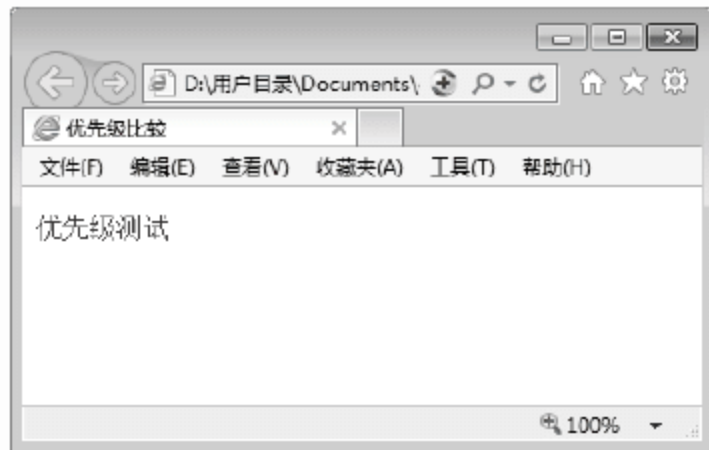 D:\用户目录\Documents\
优先级比较
文件(F) 编辑(E) 查看(V) 收藏夹(A) 工具(T) 帮助(H)
优先级测试
100%